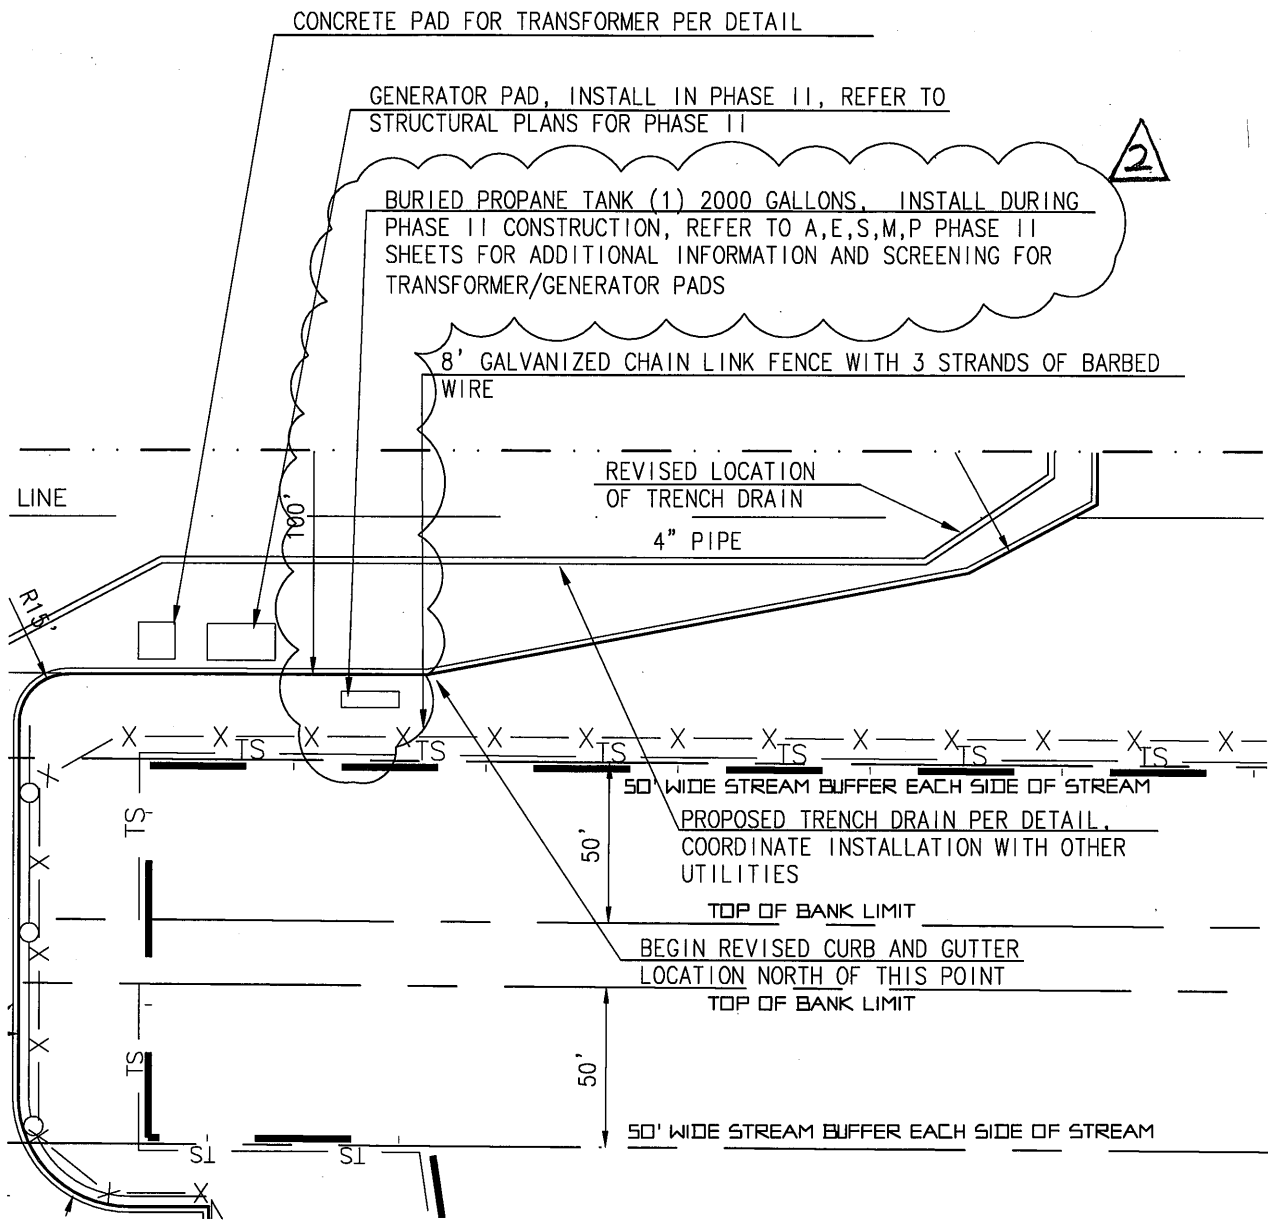 CONCRETE PAD FOR TRANSFORMER PER DETAIL
GENERATOR PAD, INSTALL IN PHASE II, REFER TO
STRUCTURAL PLANS FOR PHASE II
2
BURIED PROPANE TANK (1) 2000 GALLONS, INSTALL DURING
PHASE II CONSTRUCTION, REFER TO A,E,S,M,P PHASE II
SHEETS FOR ADDITIONAL INFORMATION AND SCREENING FOR
TRANSFORMER/GENERATOR PADS
8' GALVANIZED CHAIN LINK FENCE WITH 3 STRANDS OF BARBED
WIRE
REVISED LOCATION
OF TRENCH DRAIN
LINE
100'
4" PIPE
R15'
X X X X X X X X X X X X X
TS TS TS TS TS TS
50' WIDE STREAM BUFFER EACH SIDE OF STREAM
X
TS
50'
PROPOSED TRENCH DRAIN PER DETAIL,
COORDINATE INSTALLATION WITH OTHER
UTILITIES
X
TOP OF BANK LIMIT
BEGIN REVISED CURB AND GUTTER
LOCATION NORTH OF THIS POINT
X
TOP OF BANK LIMIT
X
TS
50'
50' WIDE STREAM BUFFER EACH SIDE OF STREAM
X
TS TS
X X